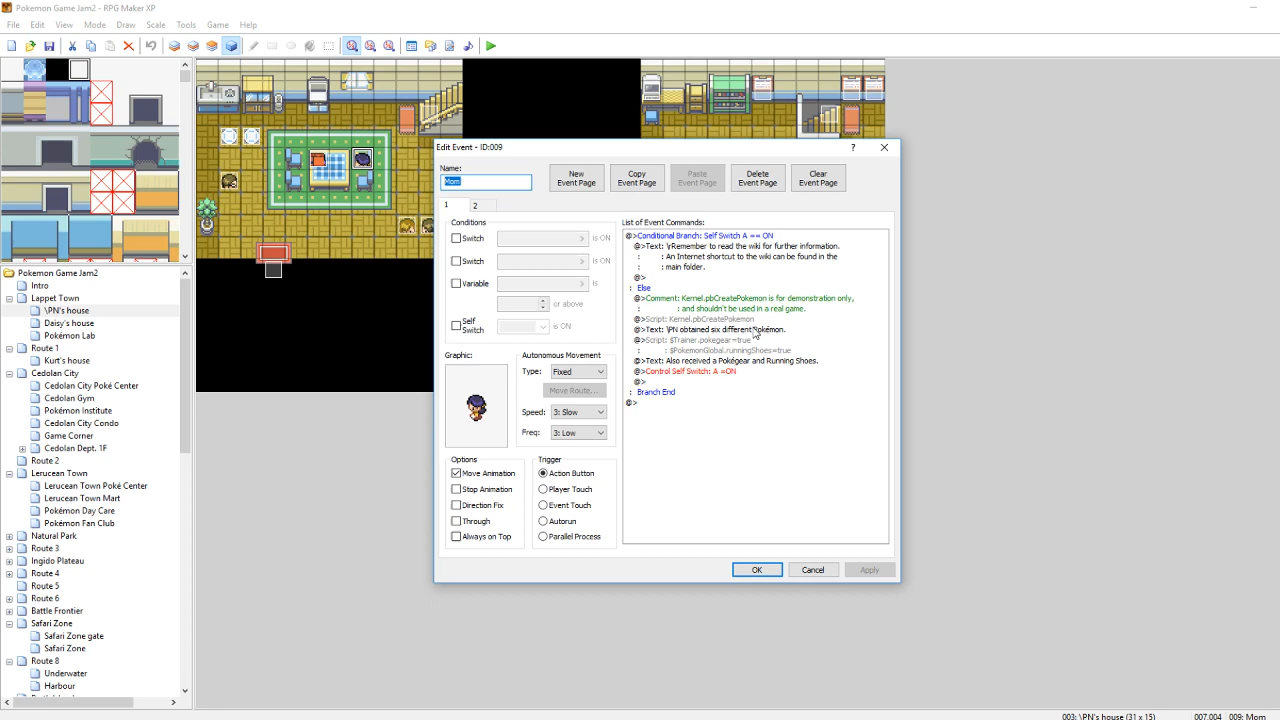 Pokemon Game Jam2 - RPG Maker XP
File Edit View Mode Draw Scale Tools Game Help
Edit Event - ID:009
?
Name:
Mom
New Event Page
Copy Event Page
Paste Event Page
Delete Event Page
Clear Event Page
1 2
Conditions
Switch is ON
Switch is ON
Variable is
or above
Self Switch is ON
Graphic:
Autonomous Movement
Type: Fixed
Move Route...
Speed: 3: Slow
Freq: 3: Low
Options
Move Animation
Stop Animation
Direction Fix
Through
Always on Top
Trigger
Action Button
Player Touch
Event Touch
Autorun
Parallel Process
List of Event Commands:
@>Conditional Branch: Self Switch A == ON
@>Text: \rRemember to read the wiki for further information.
: : An Internet shortcut to the wiki can be found in the
: : main folder.
@>
: Else
@>Comment: Kernel.pbCreatePokemon is for demonstration only,
: : and shouldn't be used in a real game.
@>Script: Kernel.pbCreatePokemon
@>Text: \PN obtained six different Pokémon.
@>Script: $Trainer.pokegear=true
: : $PokemonGlobal.runningShoes=true
@>Text: Also received a Pokégear and Running Shoes.
@>Control Self Switch: A =ON
@>
: Branch End
@>
OK Cancel Apply
Pokemon Game Jam2
Intro
Lappet Town
\PN's house
Daisy's house
Pokémon Lab
Route 1
Kurt's house
Cedolan City
Cedolan City Poké Center
Cedolan Gym
Pokémon Institute
Cedolan City Condo
Game Corner
Cedolan Dept. 1F
Route 2
Lerucean Town
Lerucean Town Poké Center
Lerucean Town Mart
Pokémon Day Care
Pokémon Fan Club
Natural Park
Route 3
Ingido Plateau
Route 4
Route 5
Route 6
Battle Frontier
Safari Zone
Safari Zone gate
Safari Zone
Route 8
Underwater
Harbour
003: \PN's house (31 x 15) 007,004 009: Mom